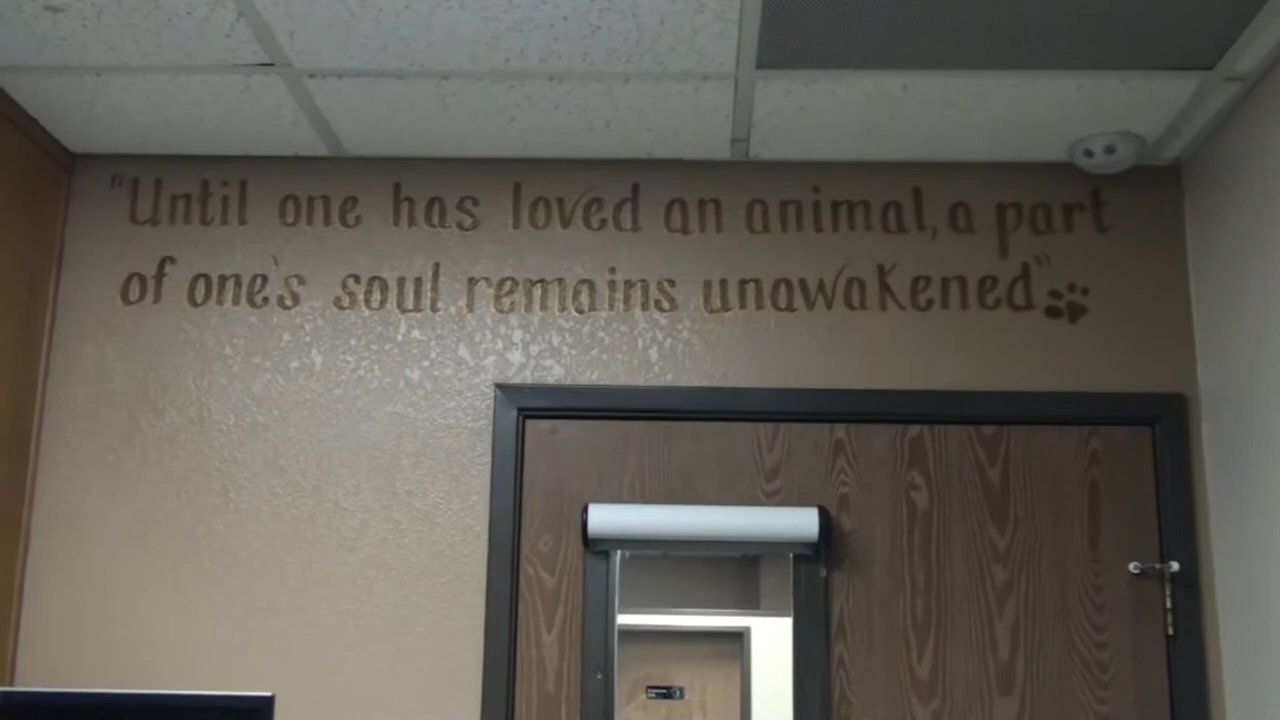 "Until one has loved an animal, a part
of one's soul remains unawakened"